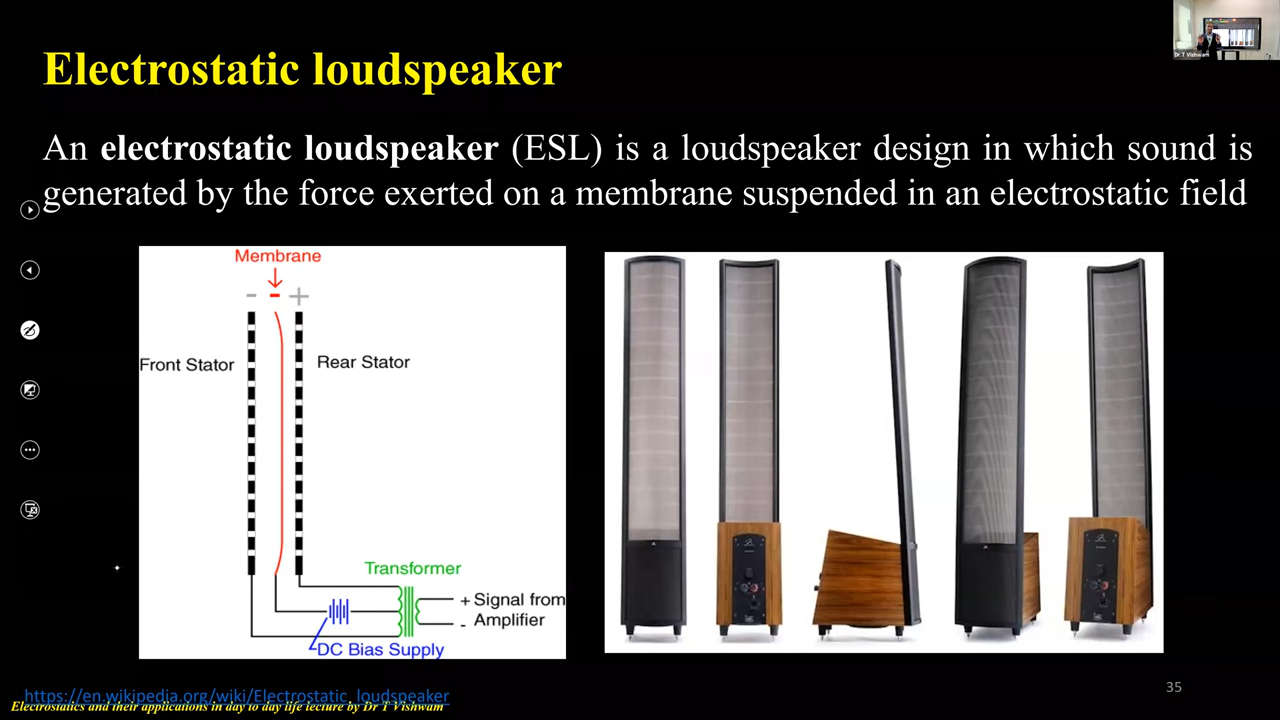 Dr.T Vishwam
Electrostatic loudspeaker
An electrostatic loudspeaker (ESL) is a loudspeaker design in which sound is
generated by the force exerted on a membrane suspended in an electrostatic field
Membrane
- - +
Front Stator
Rear Stator
Transformer
+ Signal from
- Amplifier
DC Bias Supply
https://en.wikipedia.org/wiki/Electrostatic_loudspeaker
35
Electrostatics and their applications in day to day life lecture by Dr T Vishwam